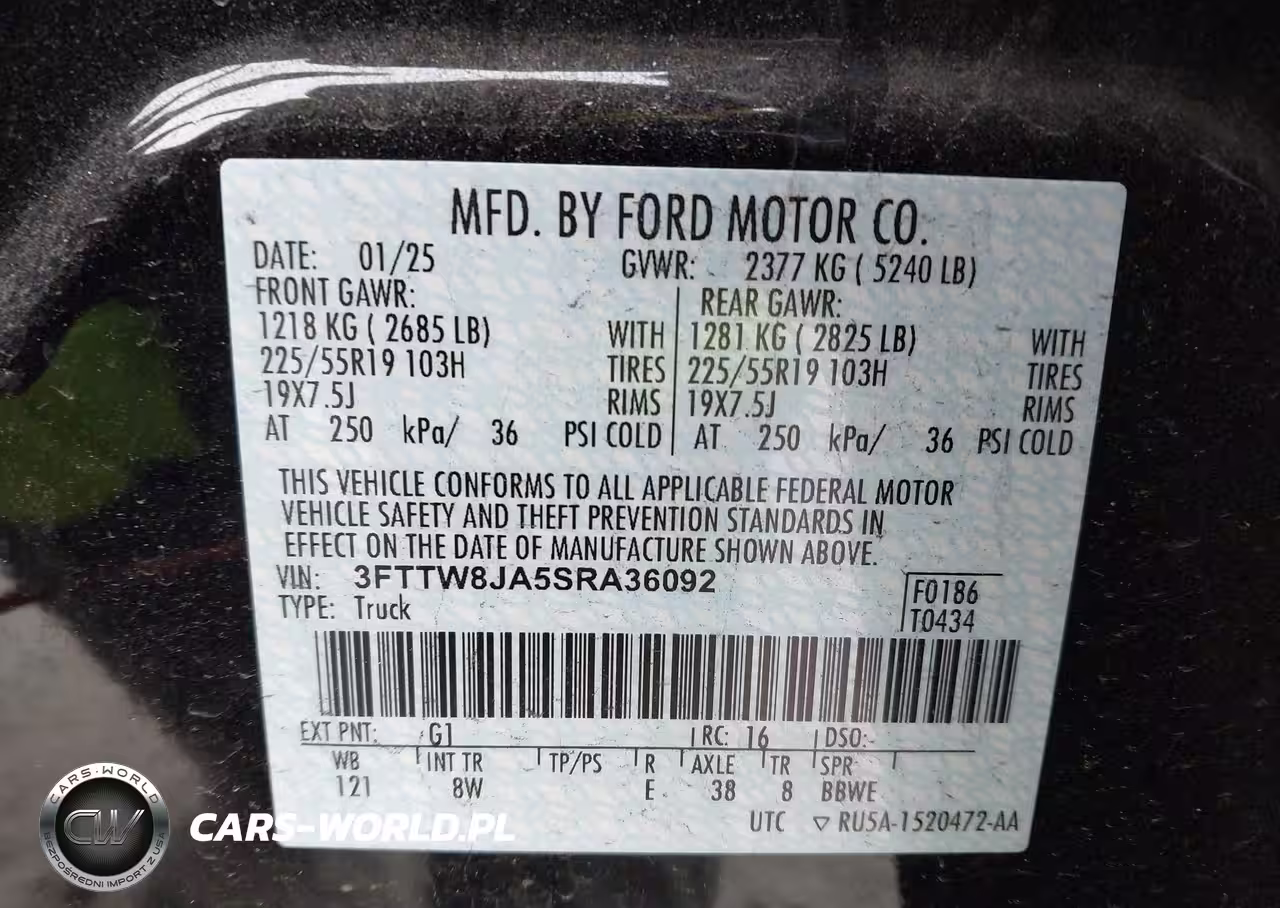 MFD. BY FORD MOTOR CO.
DATE: 01/25 GVWR: 2377 KG ( 5240 LB)
FRONT GAWR: REAR GAWR:
1218 KG ( 2685 LB) WITH 1281 KG ( 2825 LB) WITH
225/55R19 103H TIRES 225/55R19 103H TIRES
19X7.5J RIMS 19X7.5J RIMS
AT 250 kPa/ 36 PSI COLD AT 250 kPa/ 36 PSI COLD
THIS VEHICLE CONFORMS TO ALL APPLICABLE FEDERAL MOTOR
VEHICLE SAFETY AND THEFT PREVENTION STANDARDS IN
EFFECT ON THE DATE OF MANUFACTURE SHOWN ABOVE.
VIN: 3FTTW8JA5SRA36092
TYPE: Truck
F0186
T0434
EXT PNT: G1 RC: 16 DSO:-
WB INT TR TP/PS R AXLE TR SPR
121 8W E 38 8 BBWE
UTC ▽ RU5A-1520472-AA
CARS-WORLD
CW
BEZPOŚREDNI IMPORT Z USA
CARS-WORLD.PL